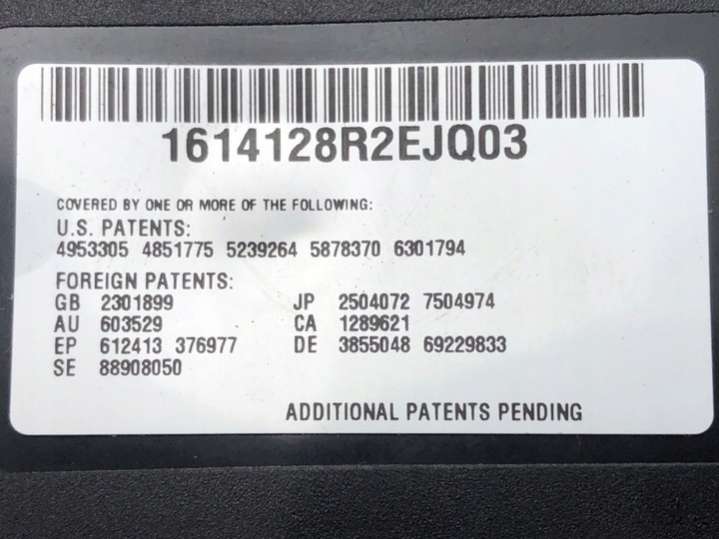 1614128R2EJQ03
COVERED BY ONE OR MORE OF THE FOLLOWING:
U.S. PATENTS:
4953305 4851775 5239264 5878370 6301794
FOREIGN PATENTS:
GB 2301899 JP 2504072 7504974
AU 603529 CA 1289621
EP 612413 376977 DE 3855048 69229833
SE 88908050
ADDITIONAL PATENTS PENDING